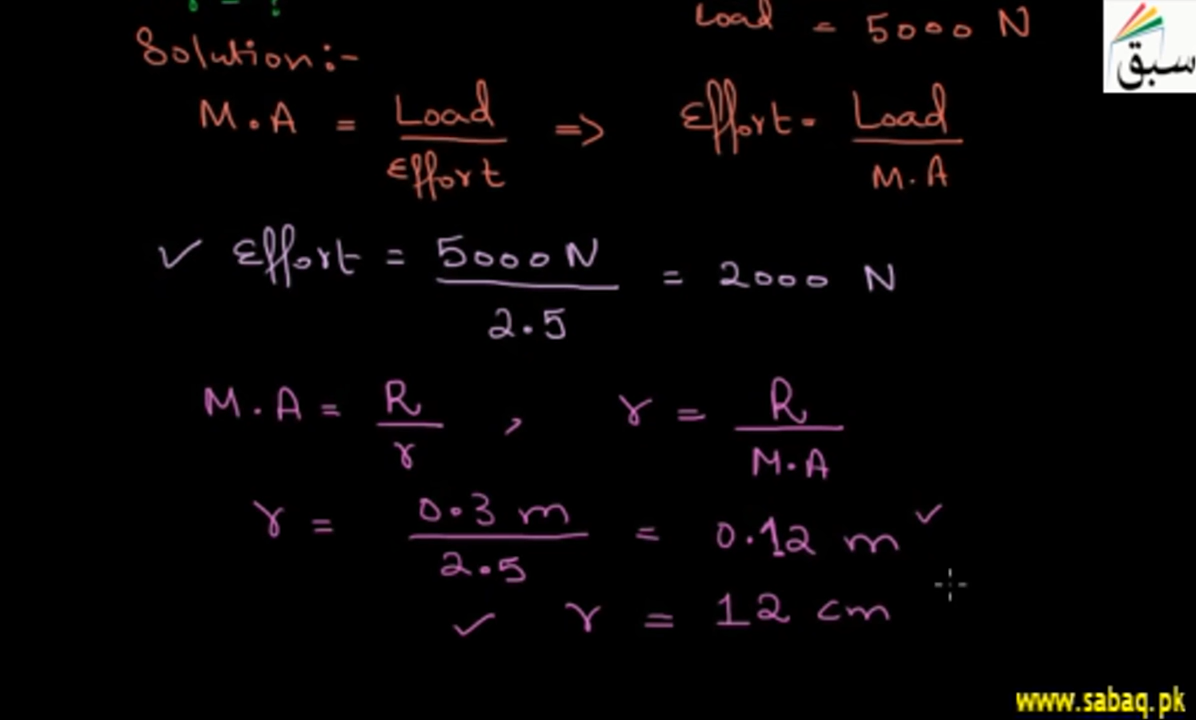 r = ?
Load = 5000 N
سبق
Solution:-
M.A = Load / Effort => Effort = Load / M.A
✓ Effort = 5000 N / 2.5 = 2000 N
M.A = R / r , r = R / M.A
r = 0.3 m / 2.5 = 0.12 m ✓
✓ r = 12 cm
www.sabaq.pk